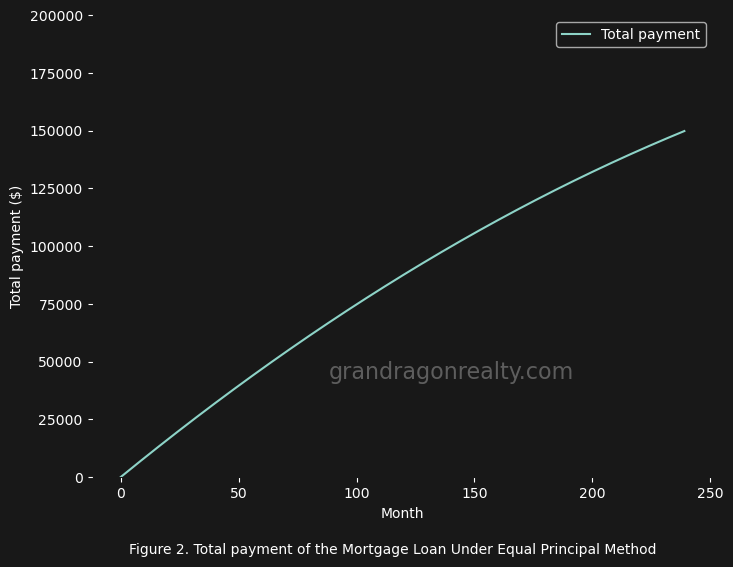 200000
Total payment
175000
150000
125000
Total payment ($)
100000
75000
50000
grandragonrealty.com
25000
0
0 50 100 150 200 250
Month
Figure 2. Total payment of the Mortgage Loan Under Equal Principal Method